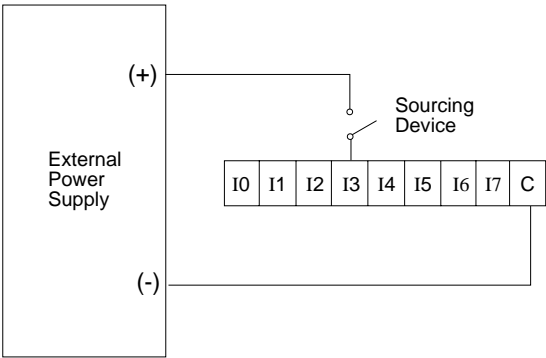 (+)
Sourcing
Device
External
Power
Supply
I0 I1 I2 I3 I4 I5 I6 I7 C
(-)